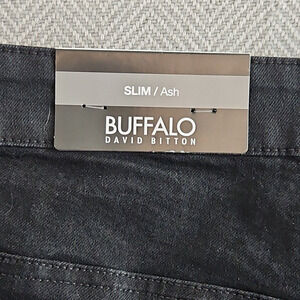 SLIM / Ash
BUFFALO
DAVID BITTON